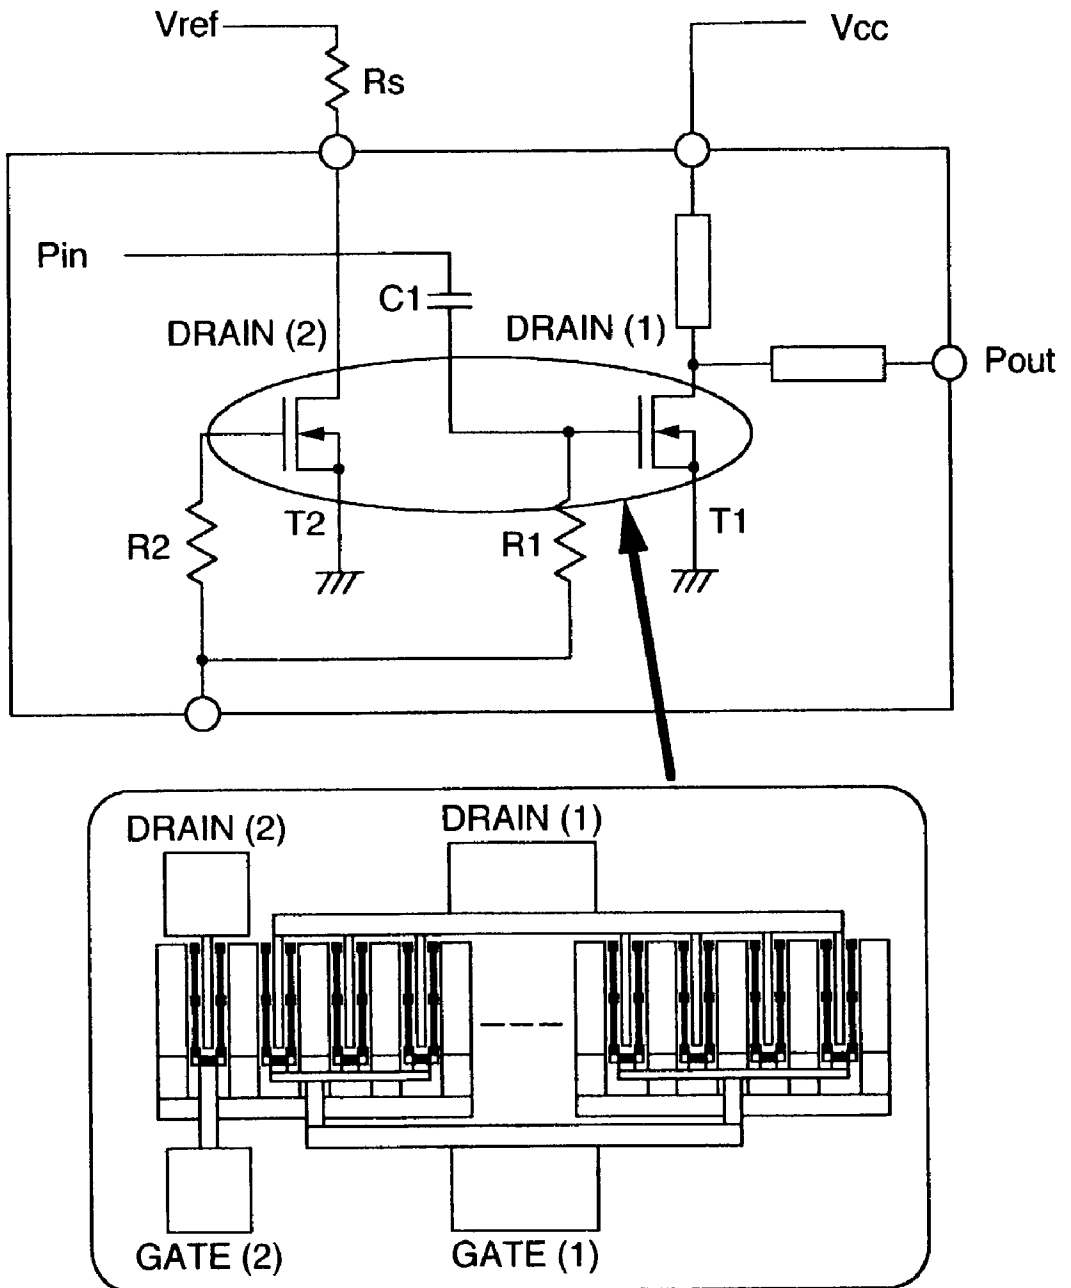 Vref
Vcc
Rs
Pin
C1
DRAIN (2)
DRAIN (1)
Pout
T2
T1
R2
R1
DRAIN (2)
DRAIN (1)
GATE (2)
GATE (1)